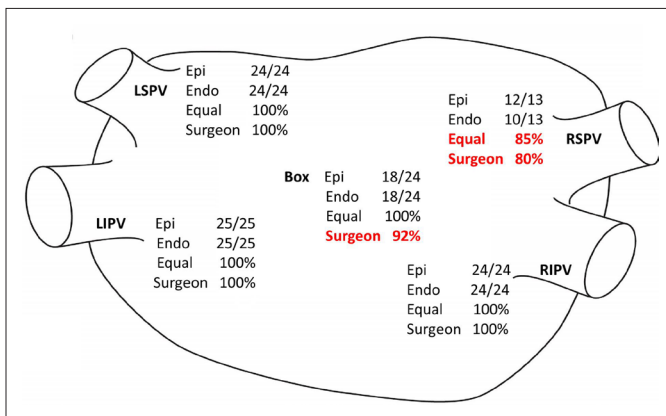 LSPV
Epi 24/24
Endo 24/24
Equal 100%
Surgeon 100%
RSPV
Epi 12/13
Endo 10/13
Equal 85%
Surgeon 80%
Box
Epi 18/24
Endo 18/24
Equal 100%
Surgeon 92%
LIPV
Epi 25/25
Endo 25/25
Equal 100%
Surgeon 100%
RIPV
Epi 24/24
Endo 24/24
Equal 100%
Surgeon 100%